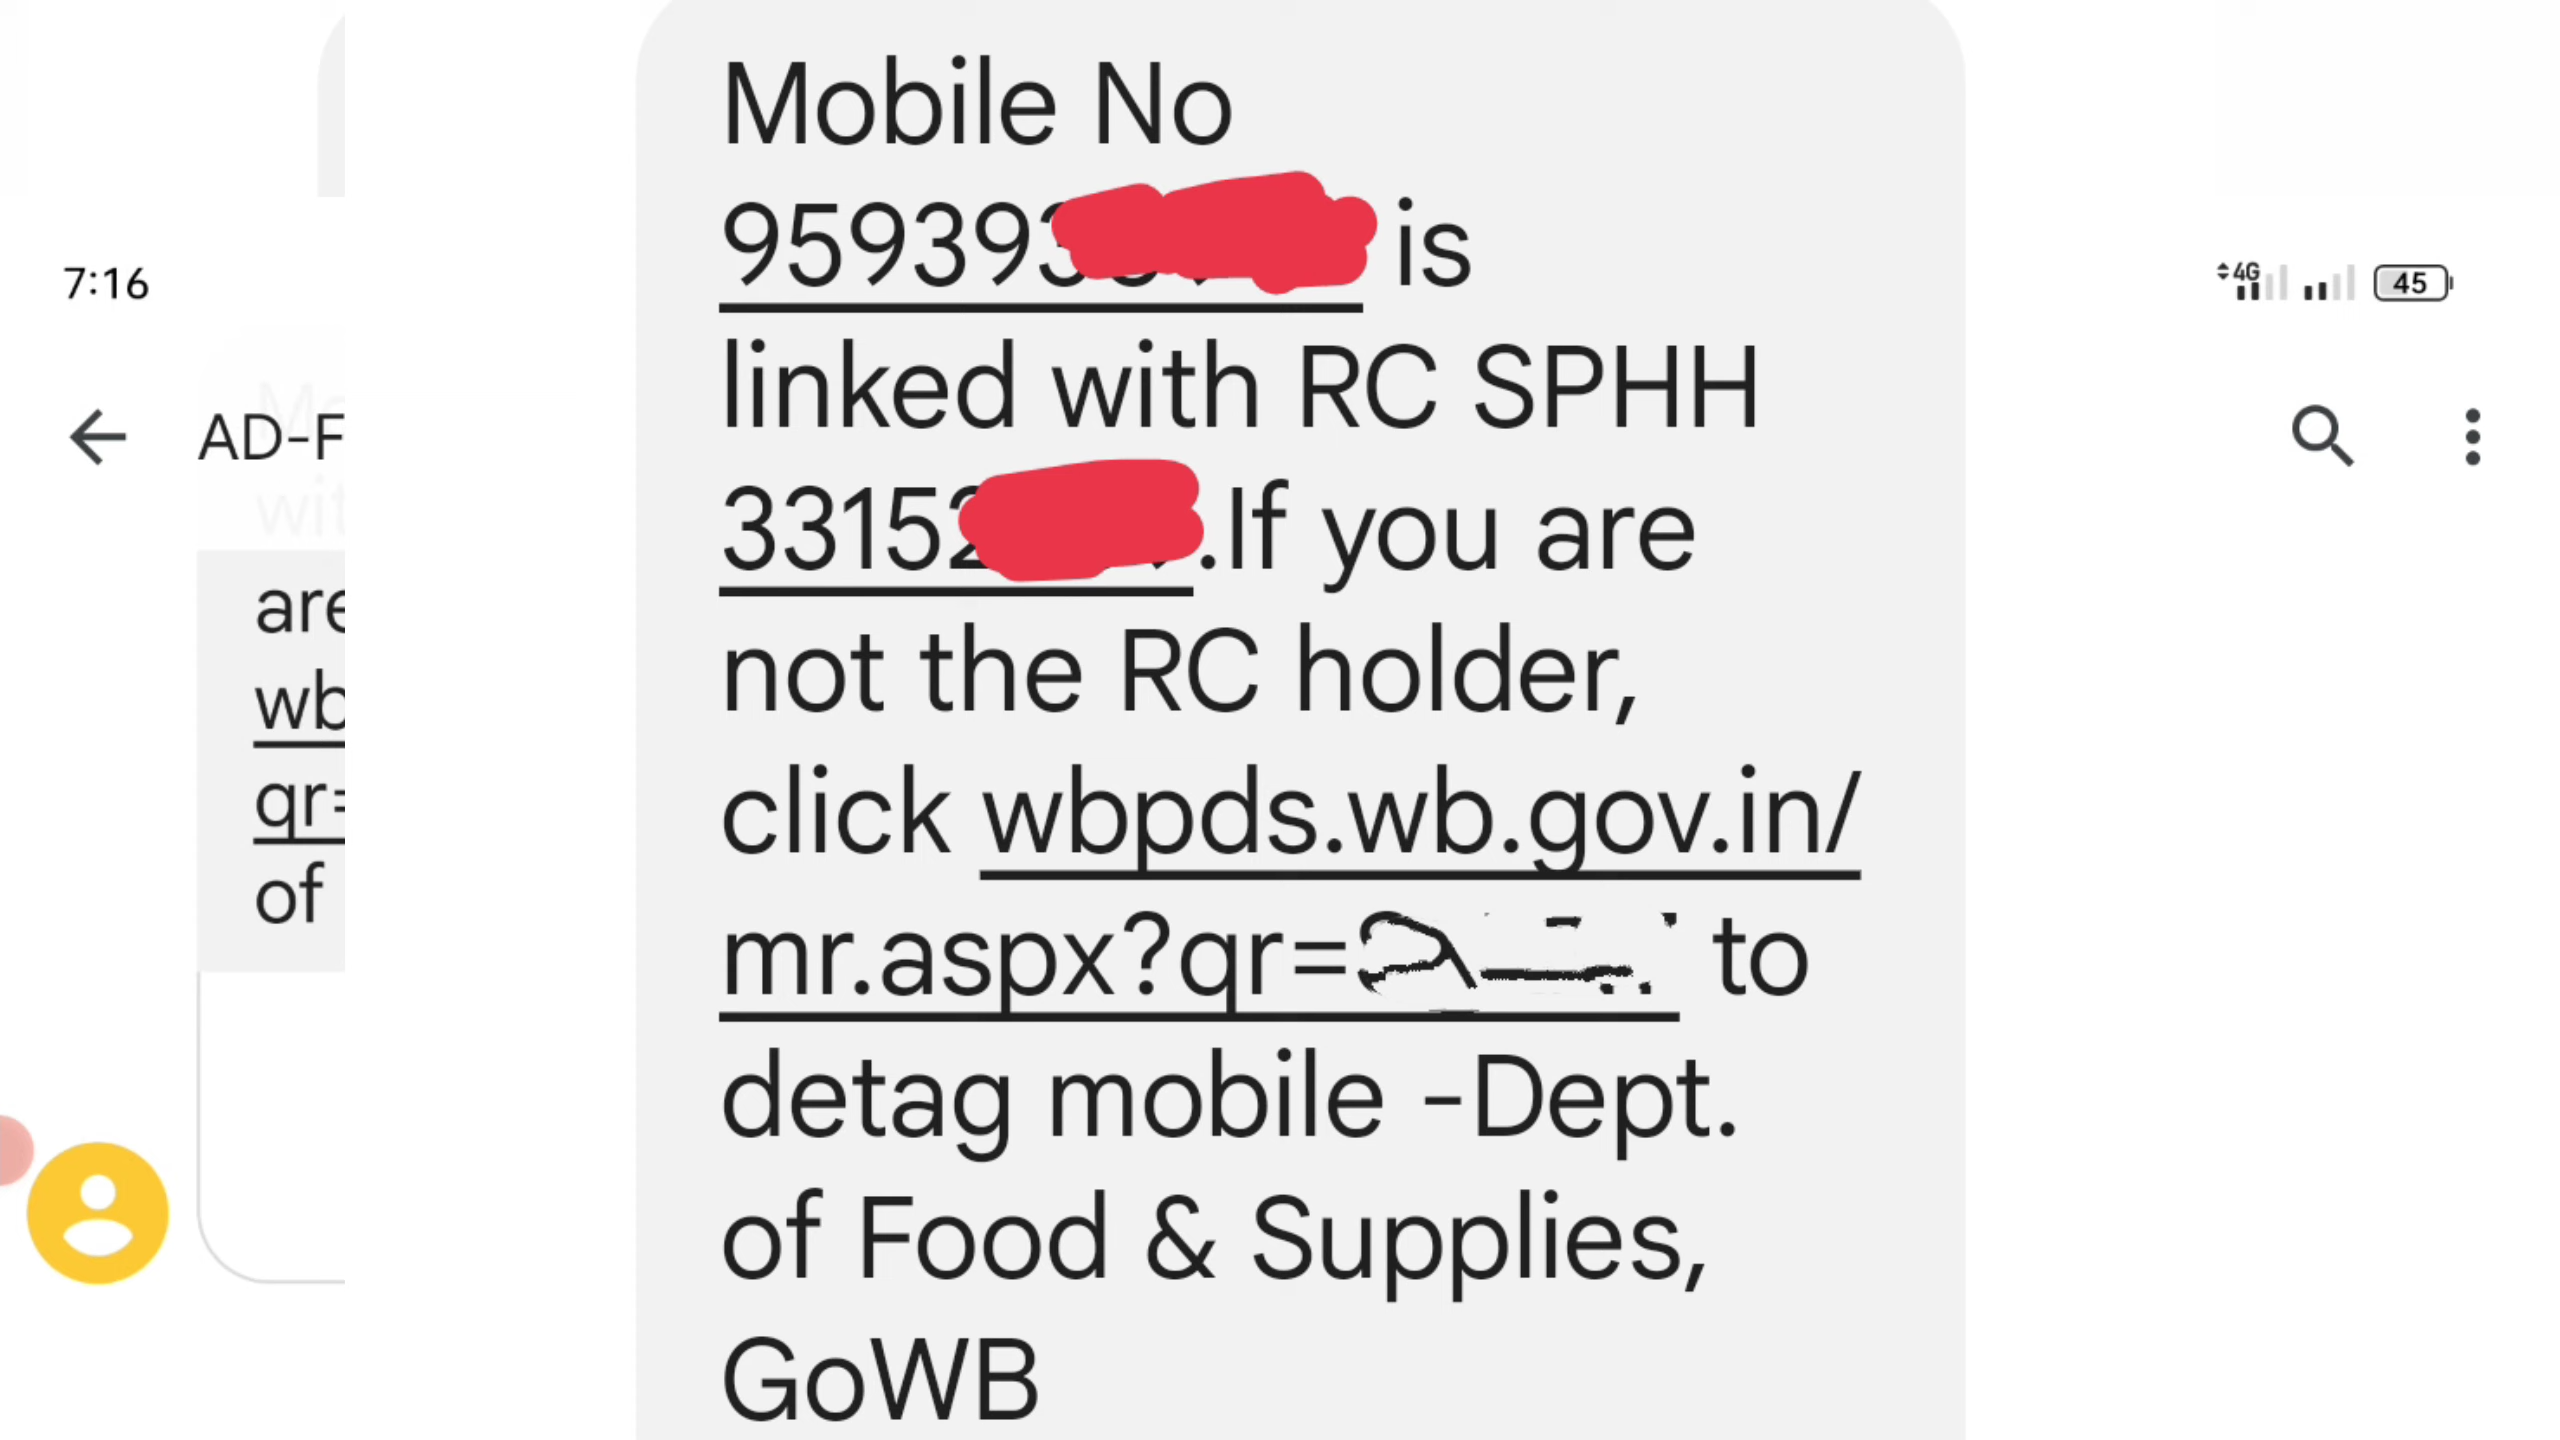 7:16
4G
45
AD-F
are
wb
qr=
of
Mobile No
95939
is
linked with RC SPHH
3315
.If you are
not the RC holder,
click wbpds.wb.gov.in/
mr.aspx?qr=
to
detag mobile -Dept.
of Food & Supplies,
GoWB